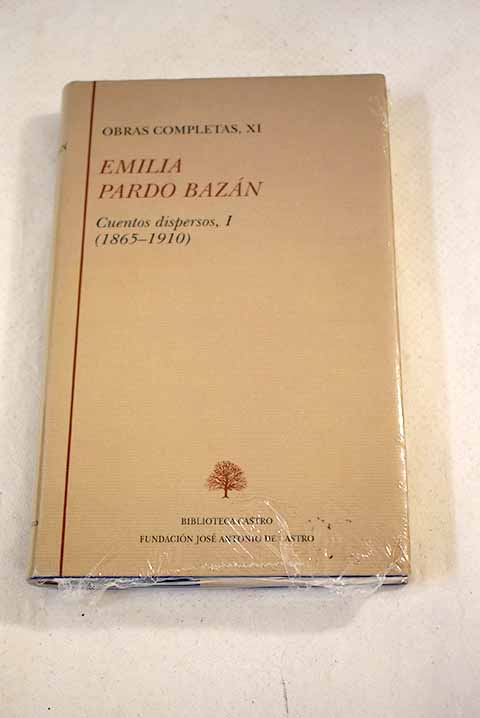 OBRAS COMPLETAS, XI
EMILIA
PARDO BAZÁN
Cuentos dispersos, I
(1865–1910)
BIBLIOTECA CASTRO
FUNDACIÓN JOSÉ ANTONIO DE CASTRO